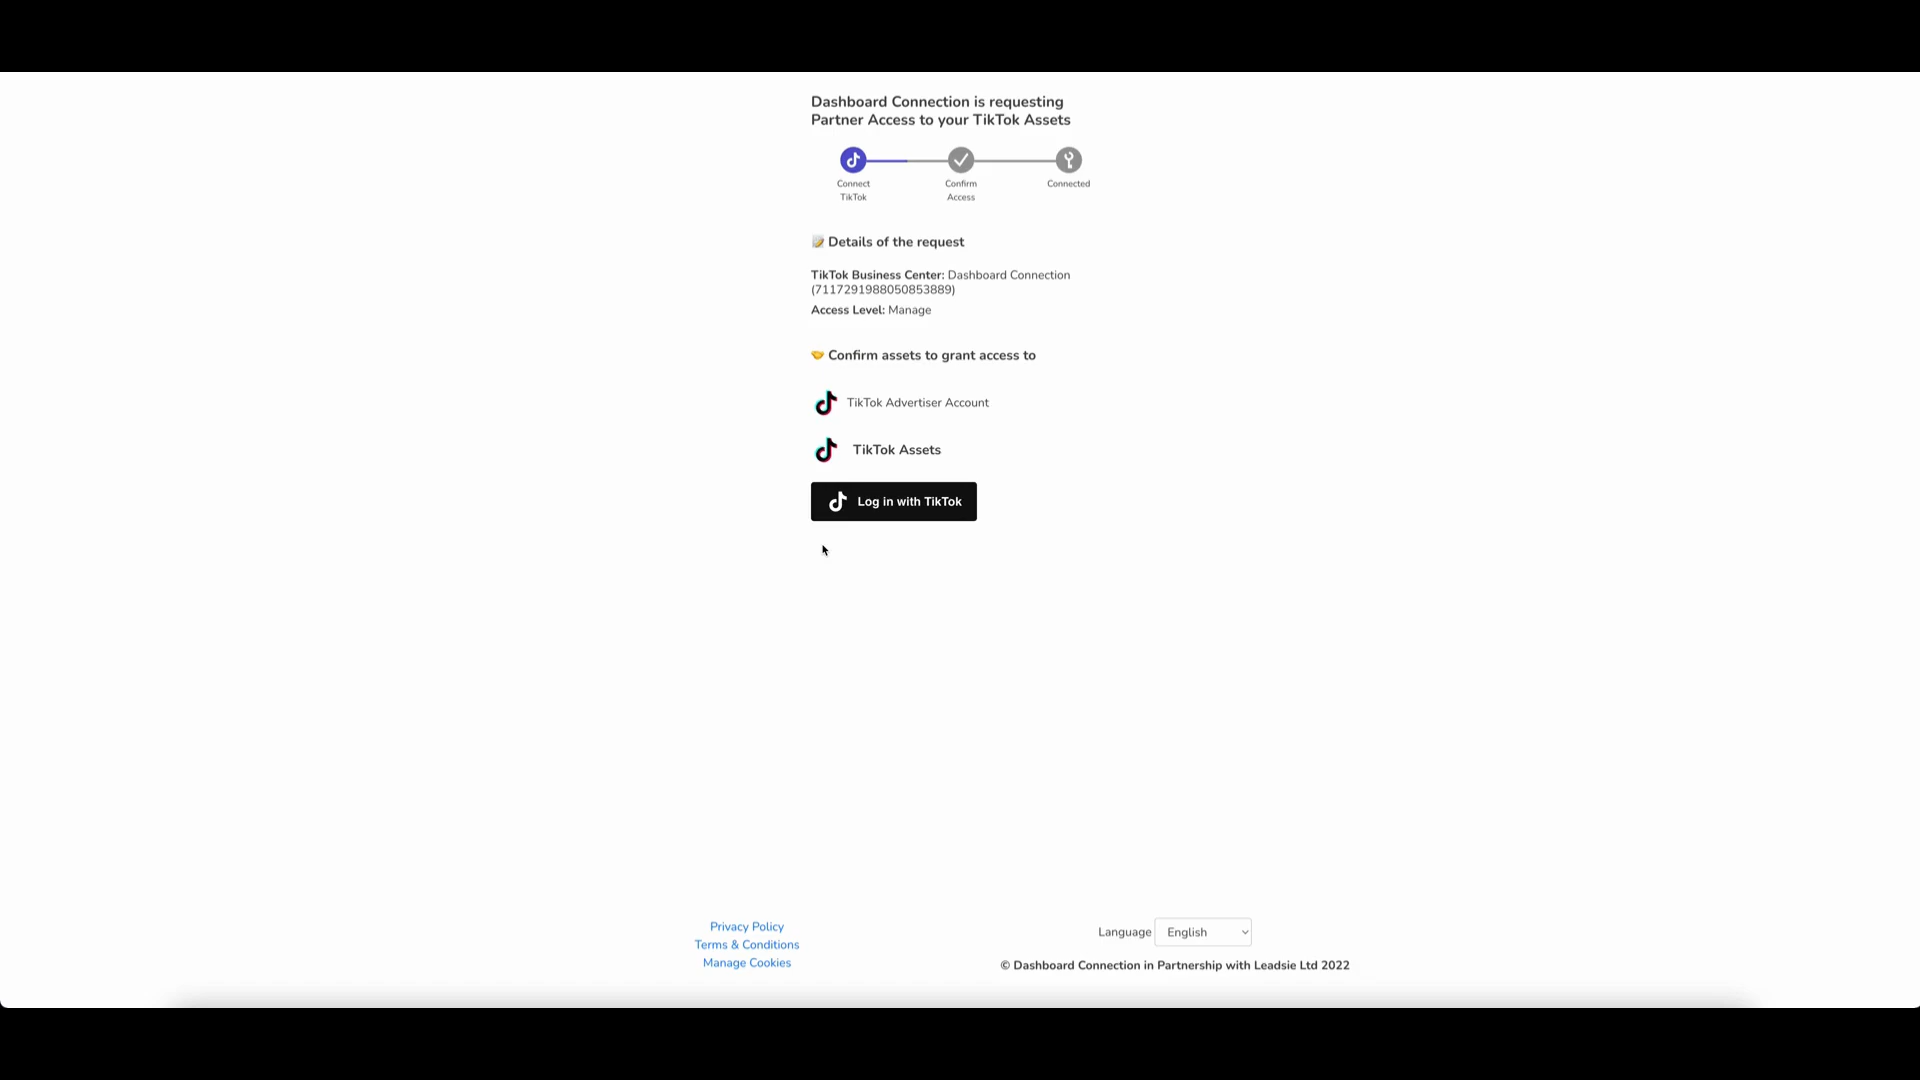 Dashboard Connection is requesting
Partner Access to your TikTok Assets
Connect
TikTok
Confirm
Access
Connected
Details of the request
TikTok Business Center: Dashboard Connection
(7117291988050853889)
Access Level: Manage
Confirm assets to grant access to
TikTok Advertiser Account
TikTok Assets
Log in with TikTok
Privacy Policy
Terms & Conditions
Manage Cookies
Language English
© Dashboard Connection in Partnership with Leadsie Ltd 2022